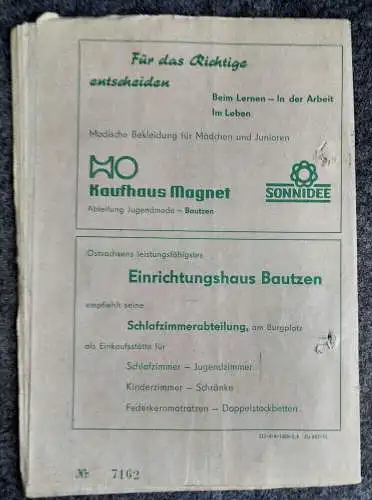 Für das Richtige
entscheiden
Beim Lernen – In der Arbeit
Im Leben
Modische Bekleidung für Mädchen und Junioren
HO
Kaufhaus Magnet
SONNIDEE
Abteilung Jugendmode – Bautzen
Ostsachsens leistungsfähigstes
Einrichtungshaus Bautzen
empfiehlt seine
Schlafzimmerabteilung, am Burgplatz
als Einkaufsstätte für
Schlafzimmer – Jugendzimmer
Kinderzimmer – Schränke
Federkernmatratzen – Doppelstockbetten
№ 7162